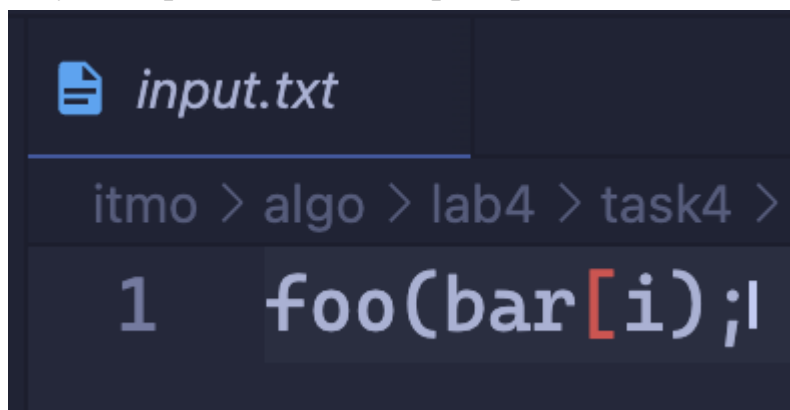 input.txt
itmo > algo > lab4 > task4 >
1 foo(bar[i);